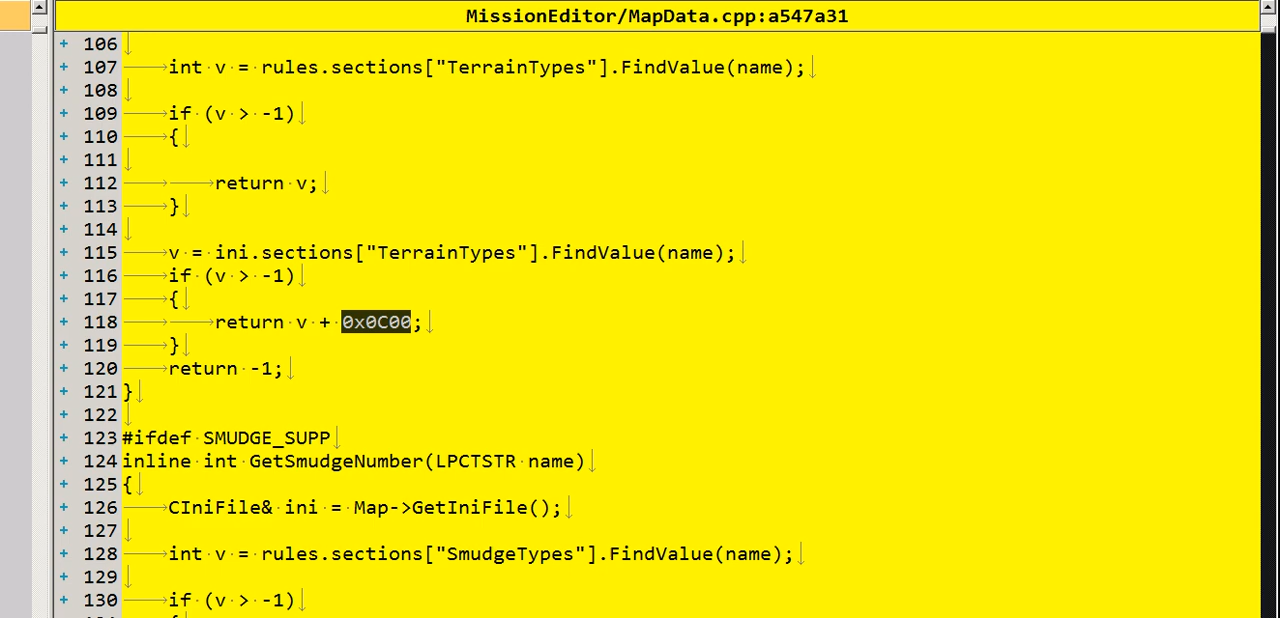 MissionEditor/MapData.cpp:a547a31
+ 106
+ 107 int v = rules.sections["TerrainTypes"].FindValue(name);
+ 108
+ 109 if (v > -1)
+ 110 {
+ 111
+ 112 return v;
+ 113 }
+ 114
+ 115 v = ini.sections["TerrainTypes"].FindValue(name);
+ 116 if (v > -1)
+ 117 {
+ 118 return v + 0x0C00;
+ 119 }
+ 120 return -1;
+ 121 }
+ 122
+ 123 #ifdef SMUDGE_SUPP
+ 124 inline int GetSmudgeNumber(LPCTSTR name)
+ 125 {
+ 126 CIniFile& ini = Map->GetIniFile();
+ 127
+ 128 int v = rules.sections["SmudgeTypes"].FindValue(name);
+ 129
+ 130 if (v > -1)